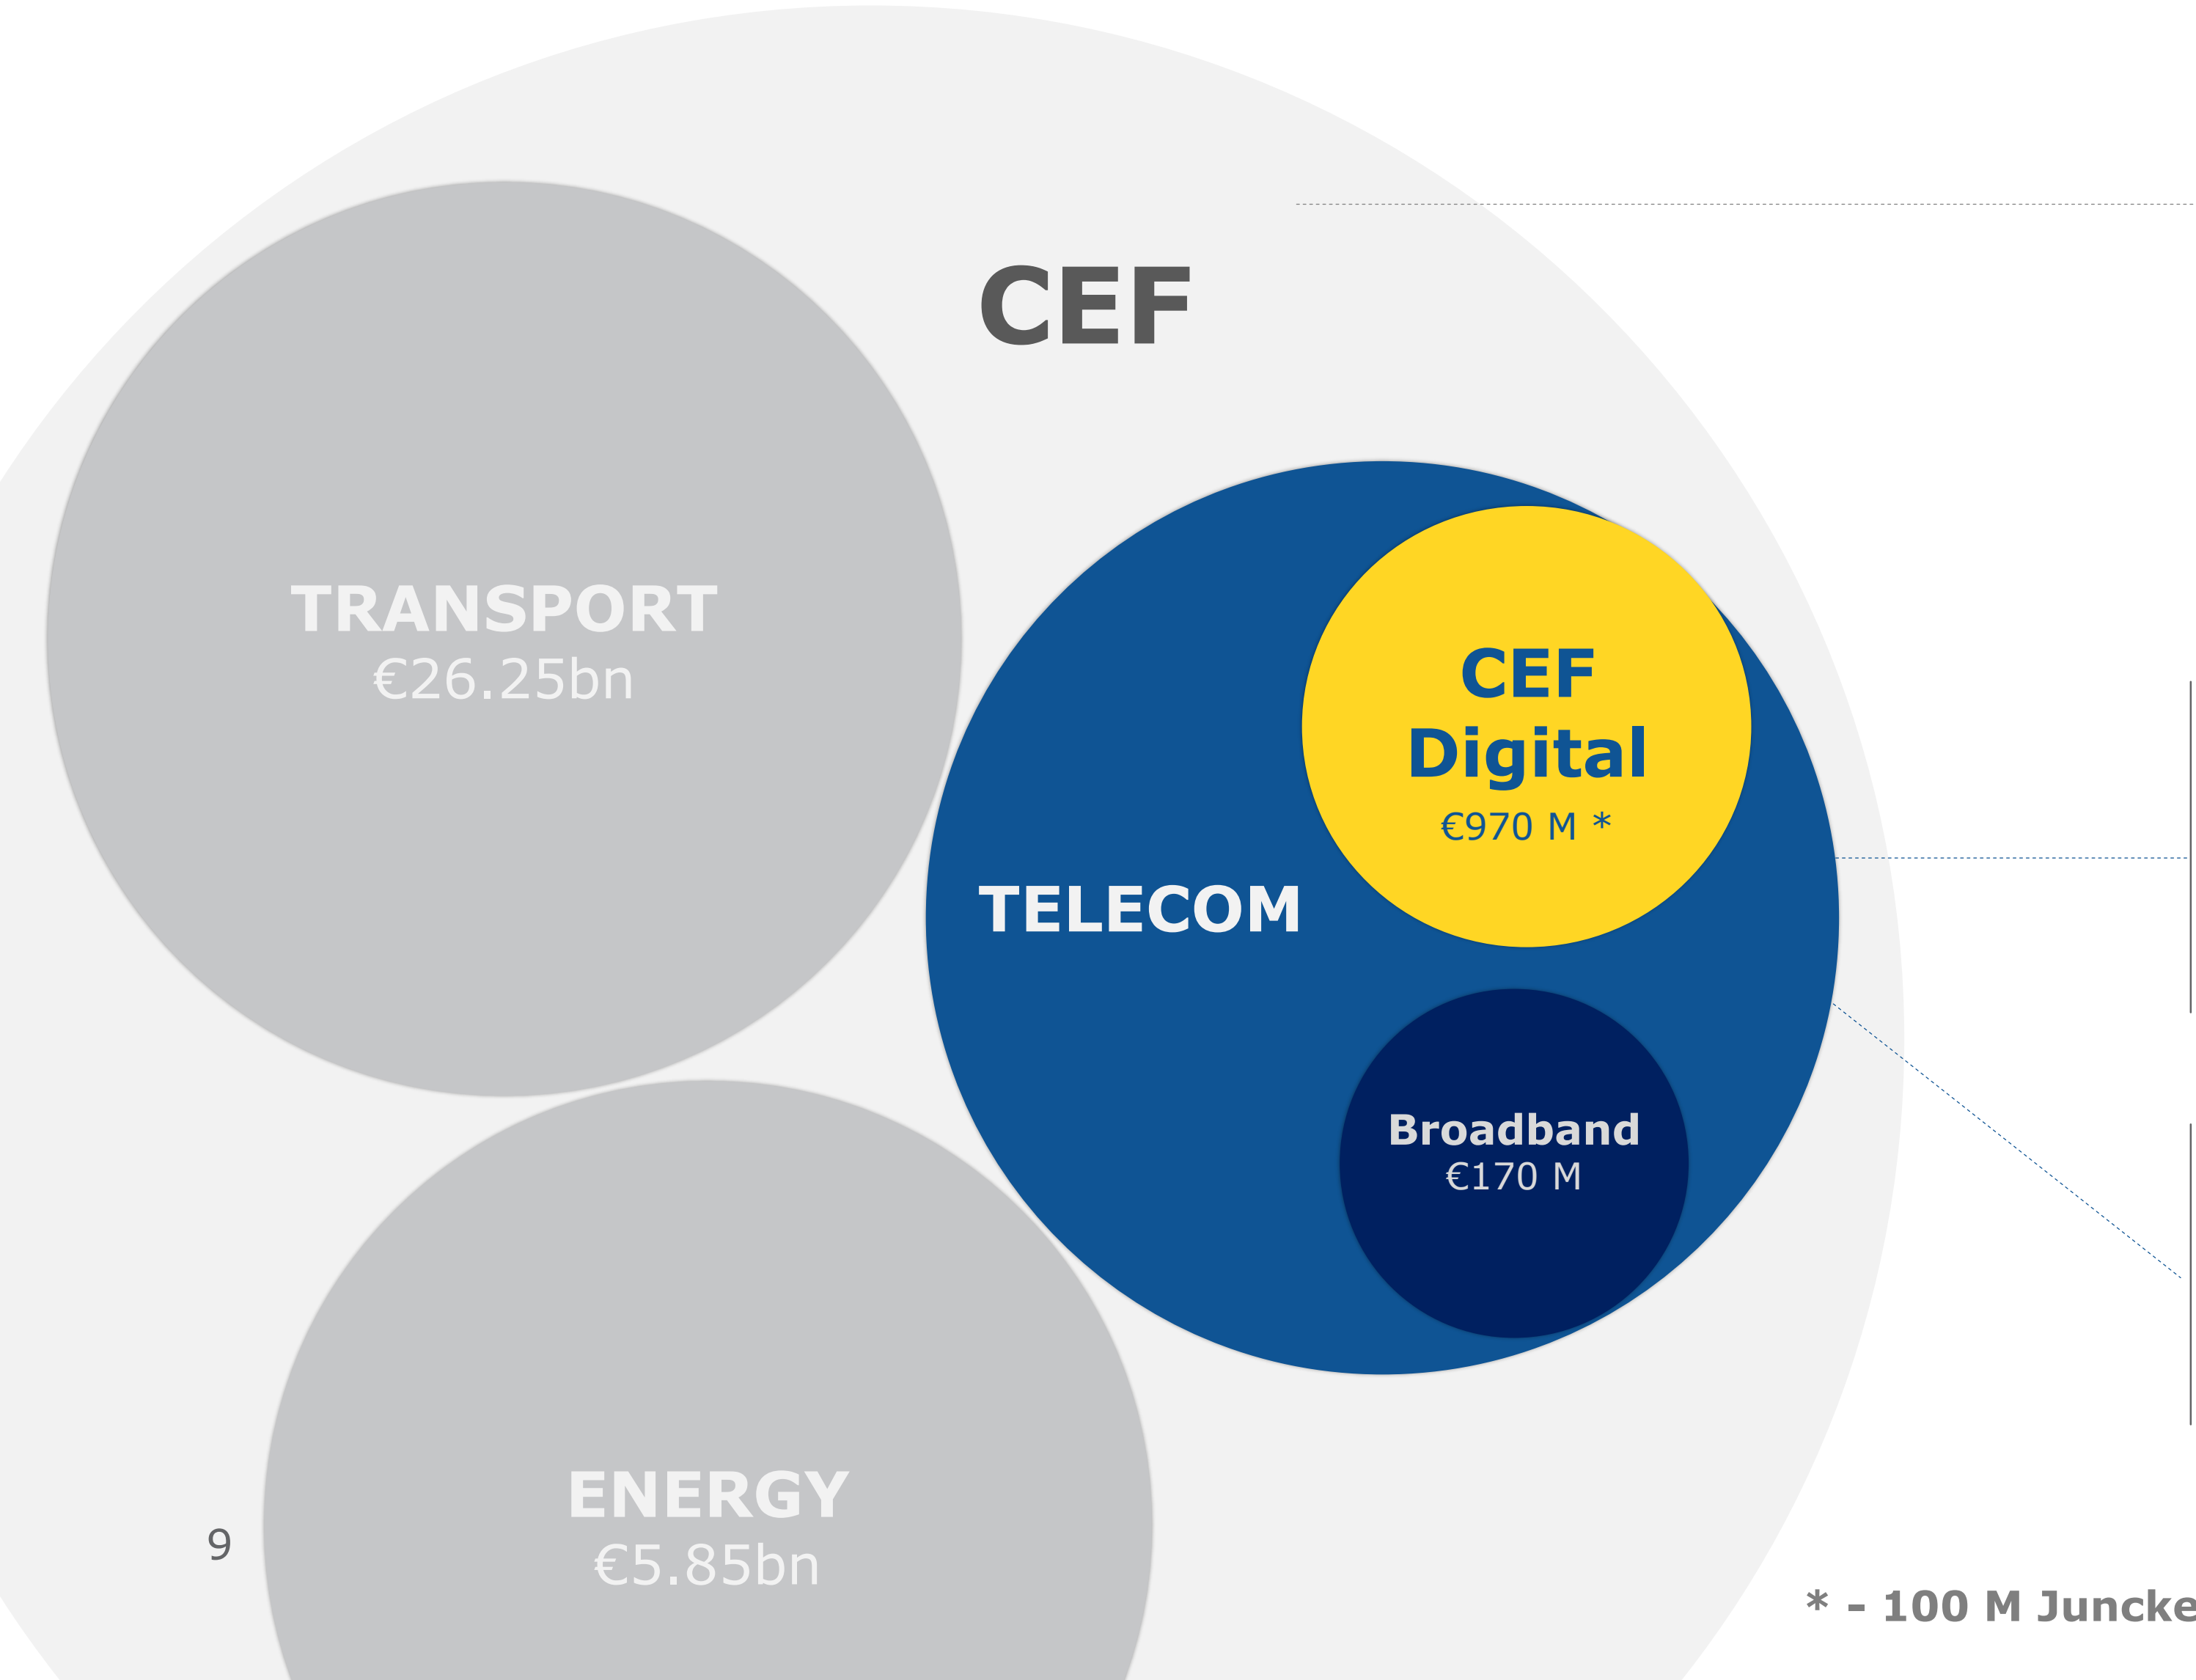 CEF
TRANSPORT
€26.25bn
CEF
Digital
€970 M *
TELECOM
Broadband
€170 M
ENERGY
€5.85bn
9
* - 100 M Juncke